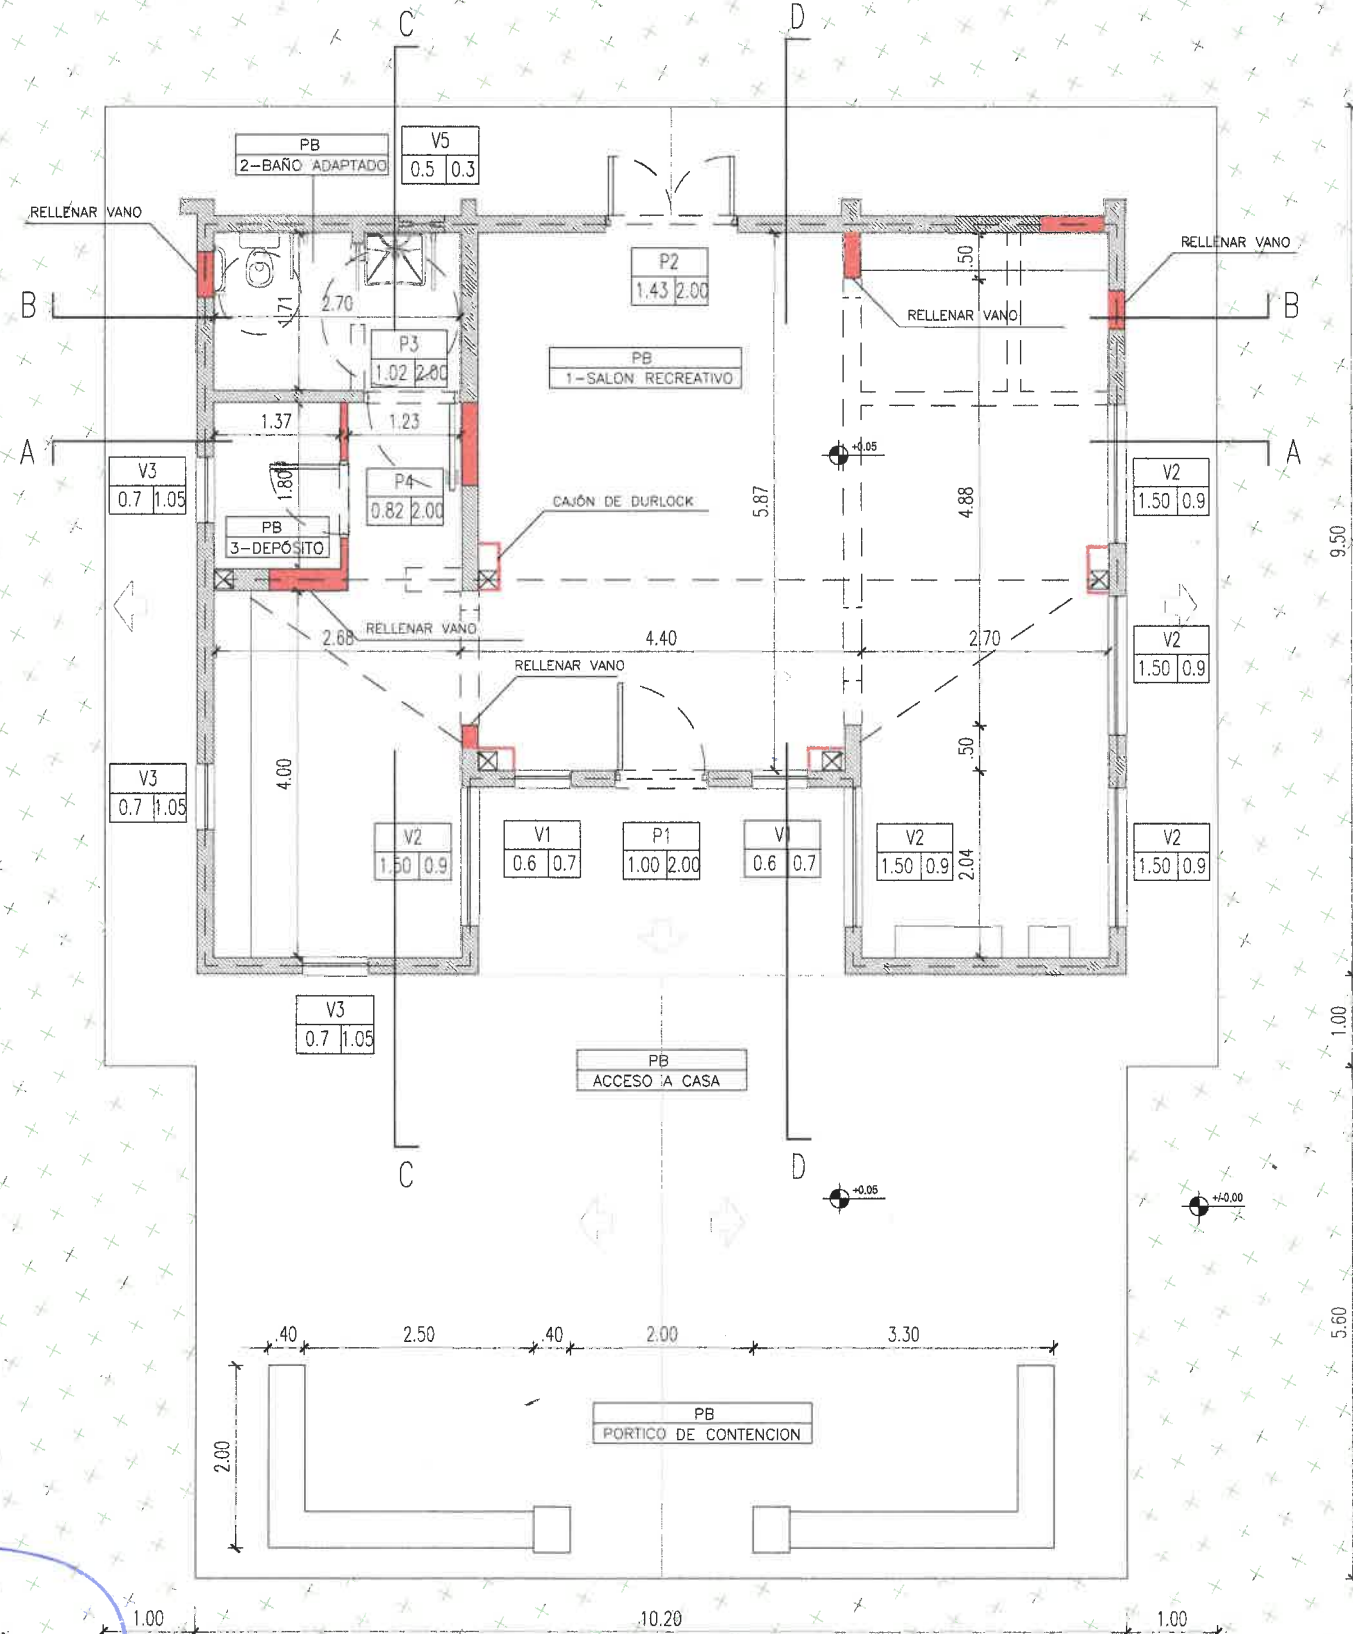 C
D
PB
2-BAÑO ADAPTADO
V5
0.5 0.3
RELLENAR VANO
RELLENAR VANO
P2
1.43 2.00
.50
B
1.71
2.70
RELLENAR VANO
B
P3
1.02 2.00
PB
1-SALON RECREATIVO
1.37
1.23
A
+0.05
A
V3
0.7 1.05
1.80
P4
0.82 2.00
CAJÓN DE DURLOCK
5.87
4.88
V2
1.50 0.9
PB
3-DEPÓSITO
9.50
RELLENAR VANO
2.68
4.40
2.70
V2
1.50 0.9
RELLENAR VANO
.50
V3
0.7 1.05
4.00
V2
1.50 0.9
V1
0.6 0.7
P1
1.00 2.00
V1
0.6 0.7
V2
1.50 0.9
2.04
V2
1.50 0.9
V3
0.7 1.05
1.00
PB
ACCESO A CASA
C
D
+0.05
+/-0.00
.40
2.50
.40
2.00
3.30
5.60
PB
PORTICO DE CONTENCION
2.00
1.00
10.20
1.00